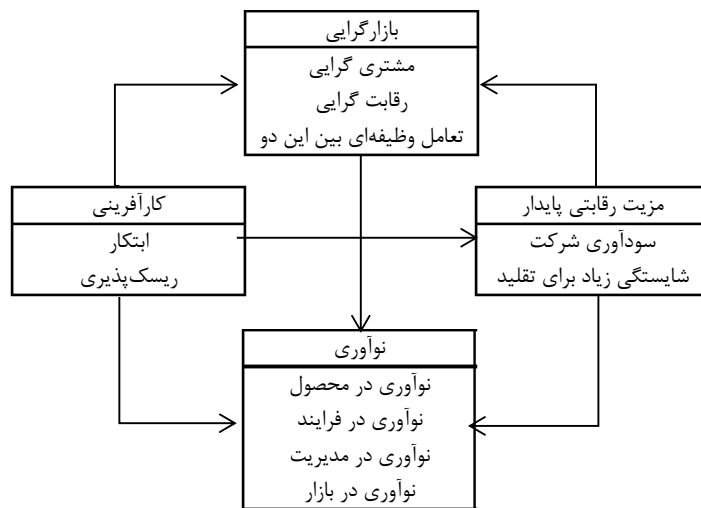 بازارگرایی
مشتری گرایی
رقابت گرایی
تعامل وظیفه‌ای بین این دو
مزیت رقابتی پایدار
سودآوری شرکت
شایستگی زیاد برای تقلید
کارآفرینی
ابتکار
ریسک‌پذیری
نوآوری
نوآوری در محصول
نوآوری در فرایند
نوآوری در مدیریت
نوآوری در بازار